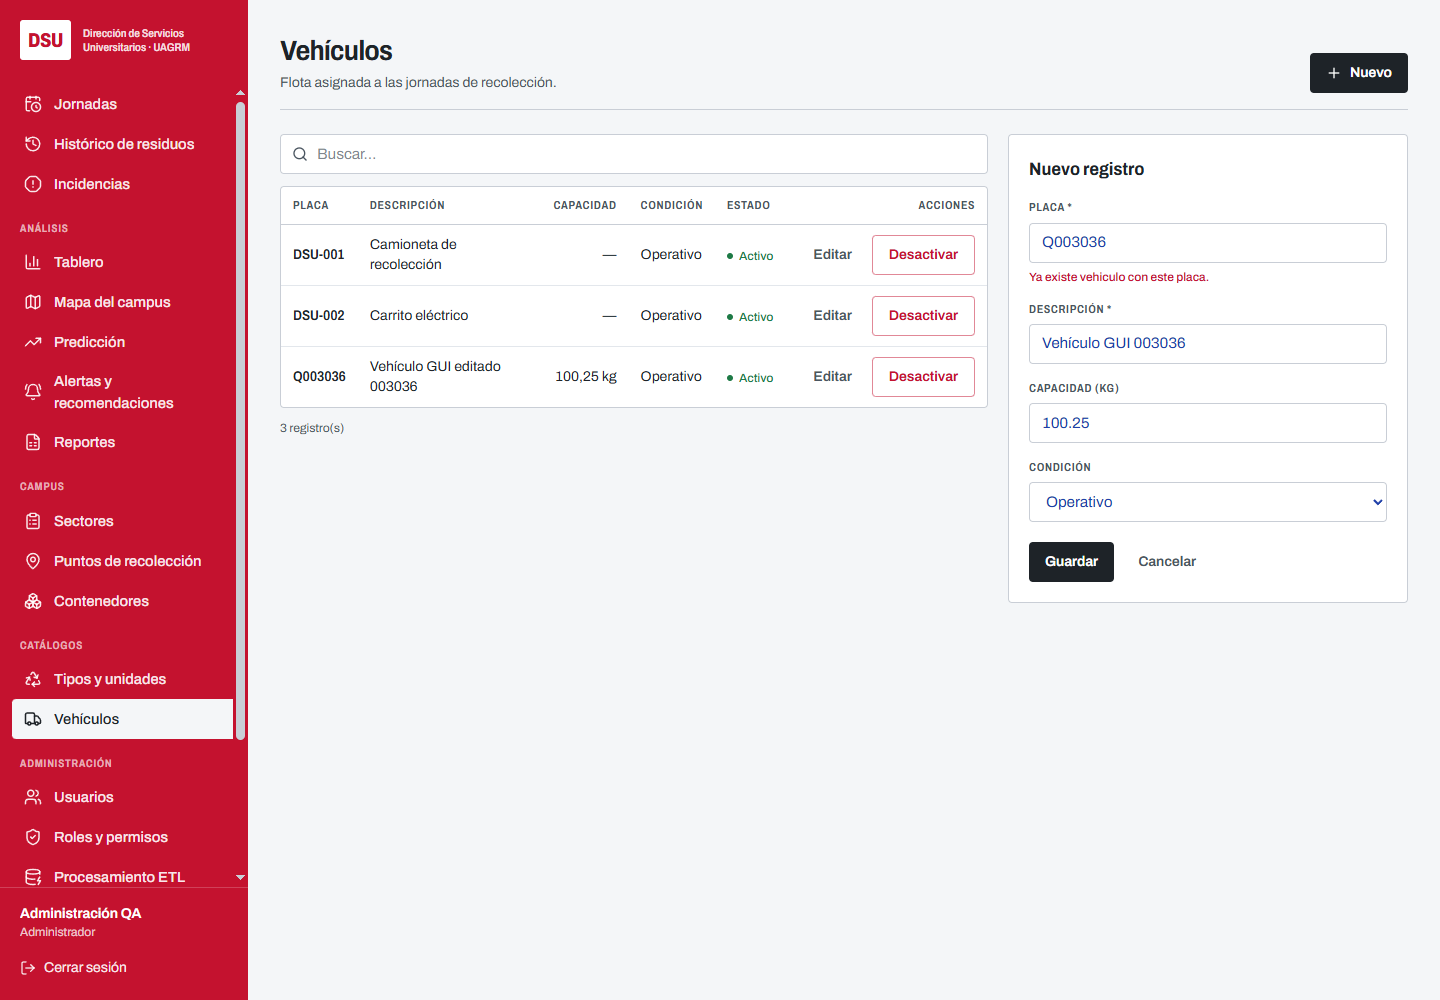 DSU
Dirección de Servicios
Universitarios · UAGRM
Jornadas
Histórico de residuos
Incidencias
ANÁLISIS
Tablero
Mapa del campus
Predicción
Alertas y
recomendaciones
Reportes
CAMPUS
Sectores
Puntos de recolección
Contenedores
CATÁLOGOS
Tipos y unidades
Vehículos
ADMINISTRACIÓN
Usuarios
Roles y permisos
Procesamiento ETL
Administración QA
Administrador
Cerrar sesión
Vehículos
Flota asignada a las jornadas de recolección.
Nuevo
Buscar...
PLACA DESCRIPCIÓN CAPACIDAD CONDICIÓN ESTADO ACCIONES
DSU-001 Camioneta de recolección — Operativo Activo Editar Desactivar
DSU-002 Carrito eléctrico — Operativo Activo Editar Desactivar
Q003036 Vehículo GUI editado 003036 100,25 kg Operativo Activo Editar Desactivar
3 registro(s)
Nuevo registro
PLACA *
Q003036
Ya existe vehiculo con este placa.
DESCRIPCIÓN *
Vehículo GUI 003036
CAPACIDAD (KG)
100.25
CONDICIÓN
Operativo
Guardar Cancelar